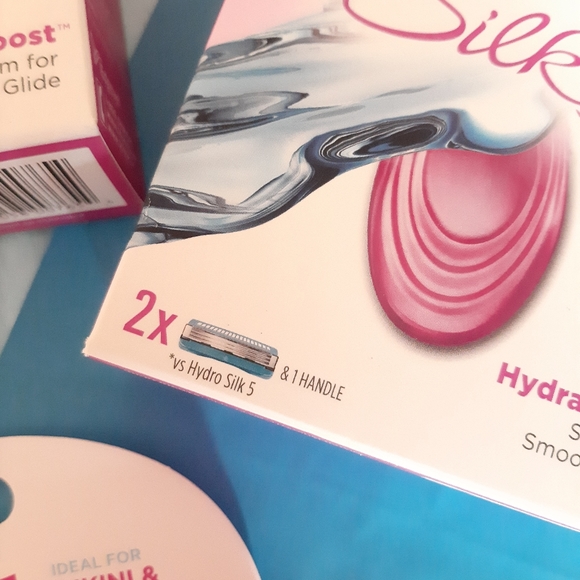 oost™
m for
Glide
Silk
2x
& 1 HANDLE
*vs Hydro Silk 5
Hydra
S
Smoo
IDEAL FOR
KINI &